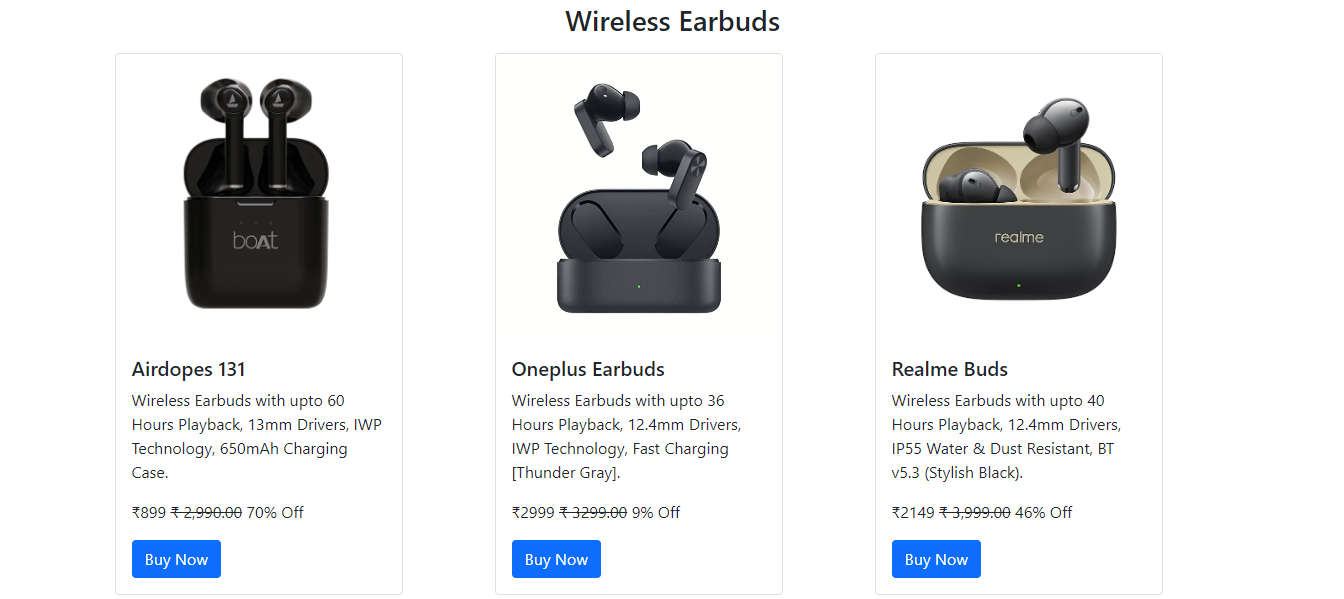 Wireless Earbuds
boAt
Airdopes 131
Wireless Earbuds with upto 60
Hours Playback, 13mm Drivers, IWP
Technology, 650mAh Charging
Case.
₹899 ₹ 2,990.00 70% Off
Buy Now
Oneplus Earbuds
Wireless Earbuds with upto 36
Hours Playback, 12.4mm Drivers,
IWP Technology, Fast Charging
[Thunder Gray].
₹2999 ₹ 3299.00 9% Off
Buy Now
realme
Realme Buds
Wireless Earbuds with upto 40
Hours Playback, 12.4mm Drivers,
IP55 Water & Dust Resistant, BT
v5.3 (Stylish Black).
₹2149 ₹ 3,999.00 46% Off
Buy Now